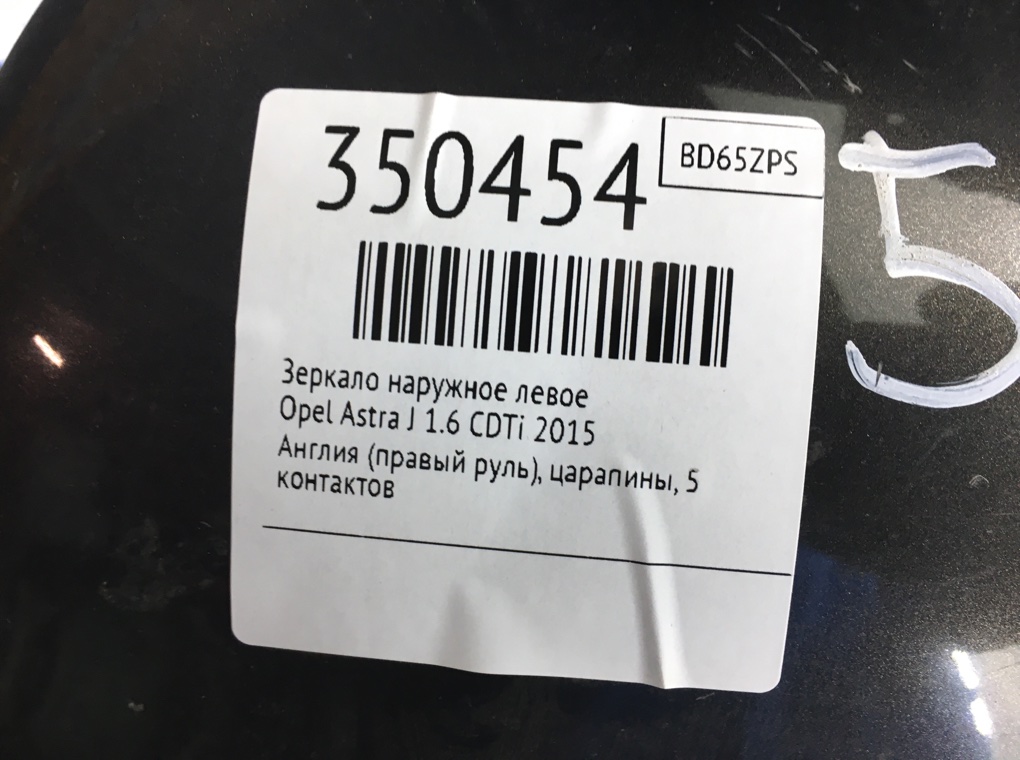 350454
BD65ZPS
5
Зеркало наружное левое
Opel Astra J 1.6 CDTi 2015
Англия (правый руль), царапины, 5
контактов